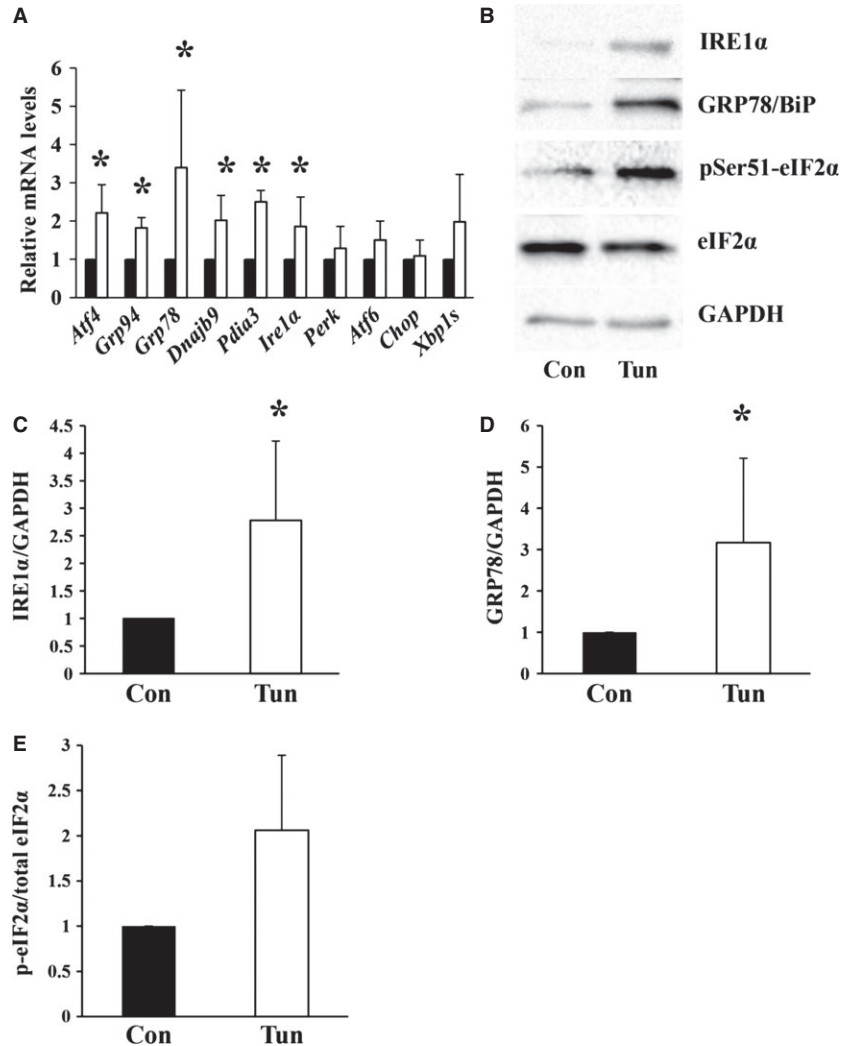 A
Relative mRNA levels
6
5
4
3
2
1
0
* * * * * *
Atf4
Grp94
Grp78
Dnajb9
Pdia3
Ire1α
Perk
Atf6
Chop
Xbp1s
B
IRE1α
GRP78/BiP
pSer51-eIF2α
eIF2α
GAPDH
Con Tun
C
IRE1α/GAPDH
4.5
4
3.5
3
2.5
2
1.5
1
0.5
0
*
Con Tun
D
GRP78/GAPDH
6
5
4
3
2
1
0
*
Con Tun
E
p-eIF2α/total eIF2α
3
2.5
2
1.5
1
0.5
0
Con Tun